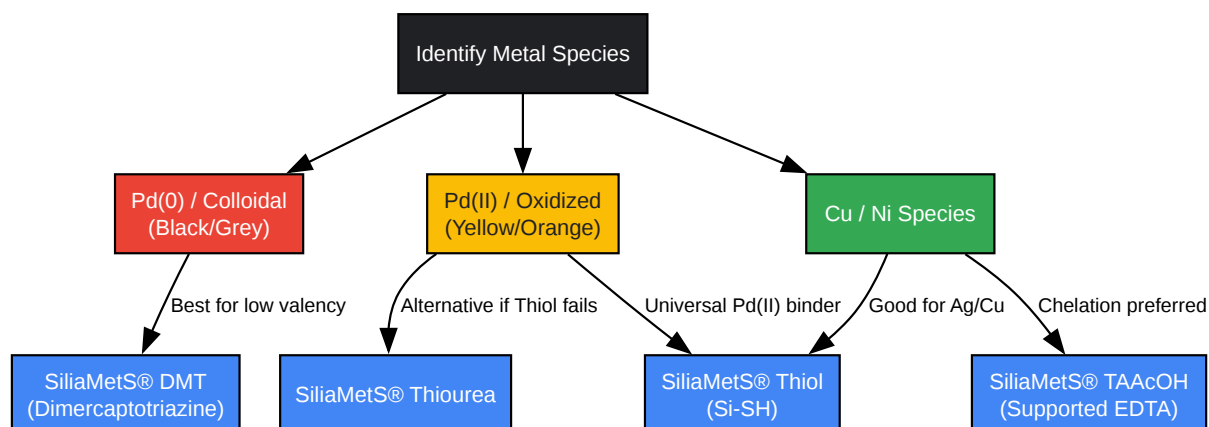 Identify Metal Species
Pd(0) / Colloidal
(Black/Grey)
Pd(II) / Oxidized
(Yellow/Orange)
Cu / Ni Species
Best for low valency
Alternative if Thiol fails
Universal Pd(II) binder
Good for Ag/Cu
Chelation preferred
SiliaMetS® DMT
(Dimercaptotriazine)
SiliaMetS® Thiourea
SiliaMetS® Thiol
(Si-SH)
SiliaMetS® TAAcOH
(Supported EDTA)